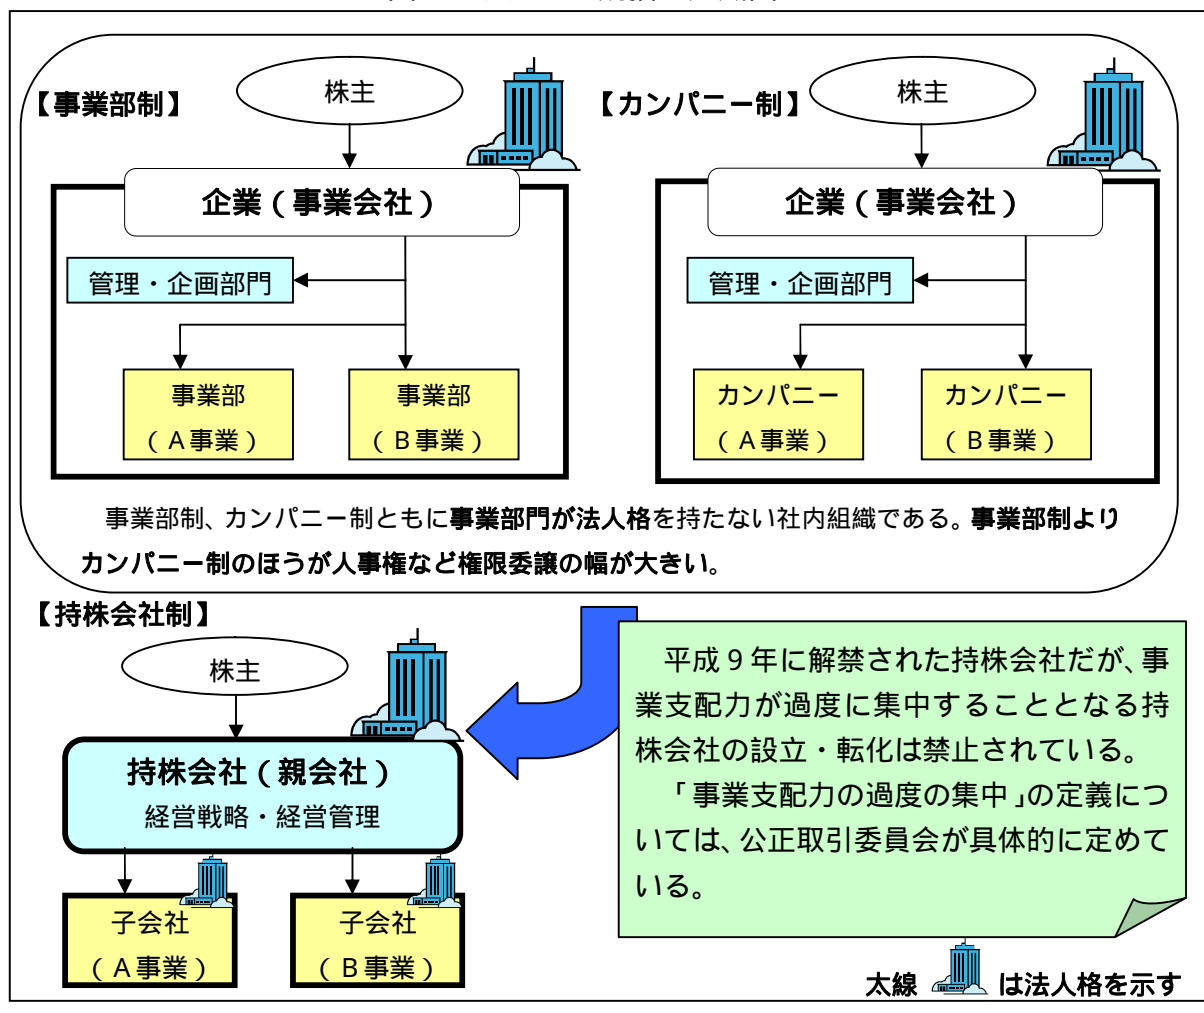 【事業部制】
株主
企業（事業会社）
管理・企画部門
事業部
（Ａ事業）
事業部
（Ｂ事業）
【カンパニー制】
株主
企業（事業会社）
管理・企画部門
カンパニー
（Ａ事業）
カンパニー
（Ｂ事業）
事業部制、カンパニー制ともに事業部門が法人格を持たない社内組織である。事業部制より
カンパニー制のほうが人事権など権限委譲の幅が大きい。
【持株会社制】
株主
持株会社（親会社）
経営戦略・経営管理
子会社
（Ａ事業）
子会社
（Ｂ事業）
平成９年に解禁された持株会社だが、事
業支配力が過度に集中することとなる持
株会社の設立・転化は禁止されている。
「事業支配力の過度の集中」の定義につ
いては、公正取引委員会が具体的に定めて
いる。
太線 は法人格を示す